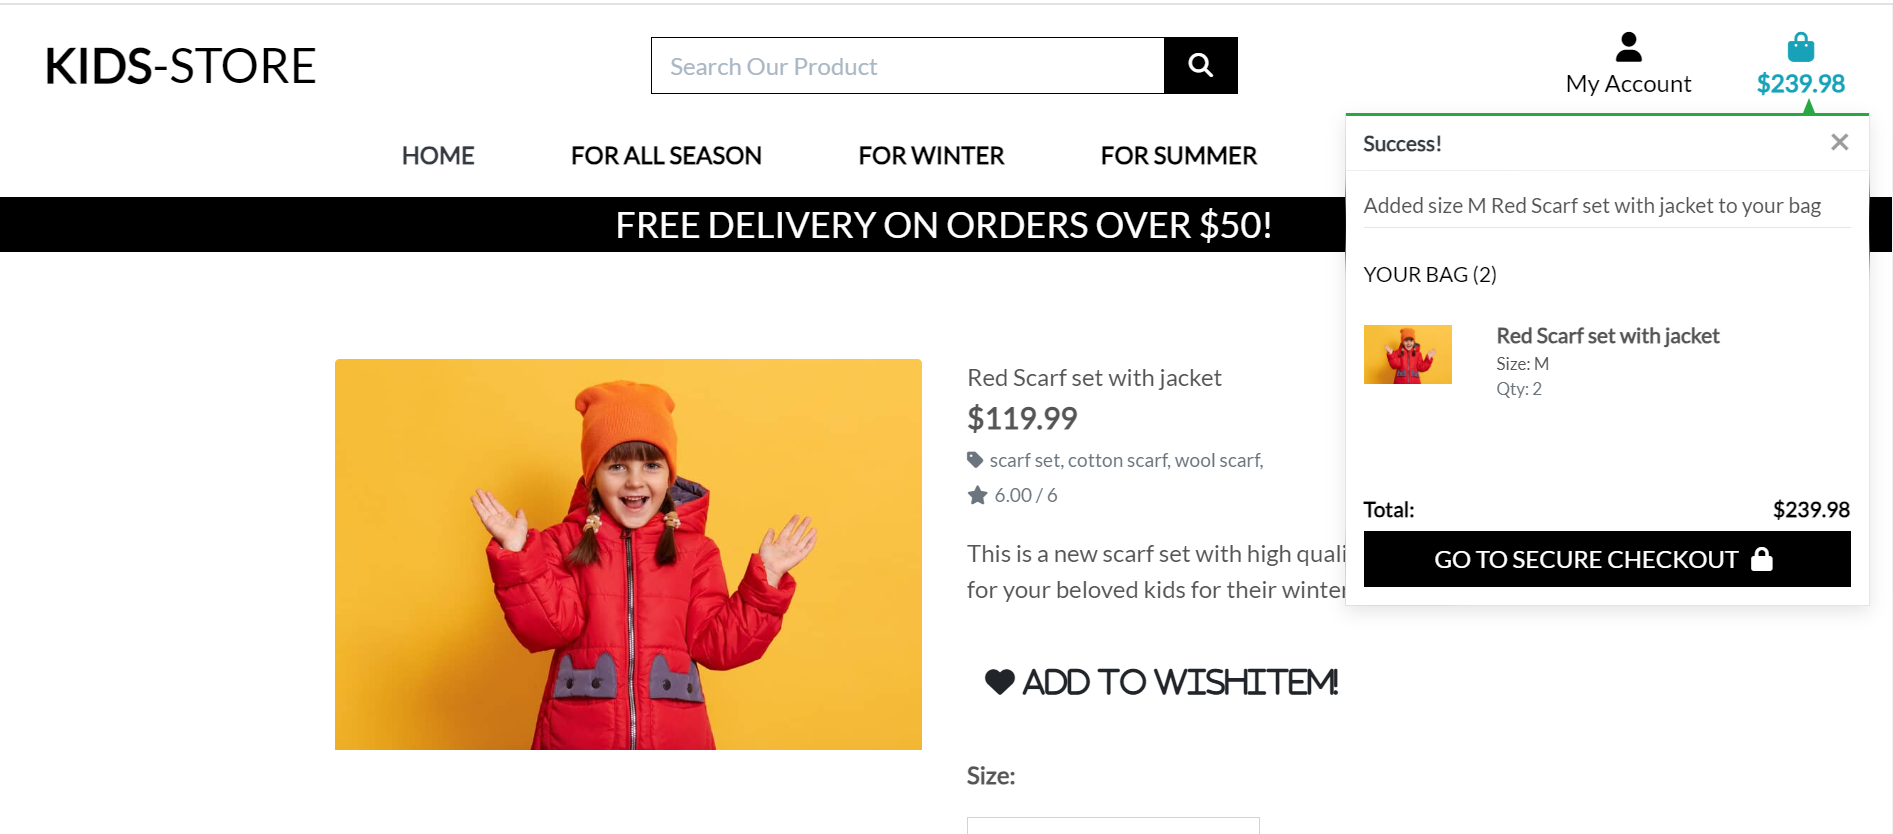 KIDS-STORE
Search Our Product
My Account
$239.98
HOME
FOR ALL SEASON
FOR WINTER
FOR SUMMER
FREE DELIVERY ON ORDERS OVER $50!
Success!
Added size M Red Scarf set with jacket to your bag
YOUR BAG (2)
Red Scarf set with jacket
Size: M
Qty: 2
Total:
$239.98
GO TO SECURE CHECKOUT
Red Scarf set with jacket
$119.99
scarf set, cotton scarf, wool scarf,
6.00 / 6
This is a new scarf set with high quali
for your beloved kids for their winter
ADD TO WISHITEM!
Size: